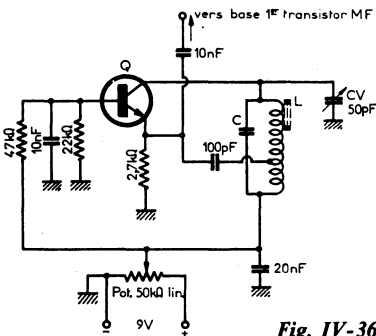 vers base 1er transistor MF
10nF
Q
L
CV
50pF
C
47kΩ
10nF
22kΩ
2,7kΩ
100pF
20nF
Pot. 50kΩ lin.
- 9V +
Fig. IV-36